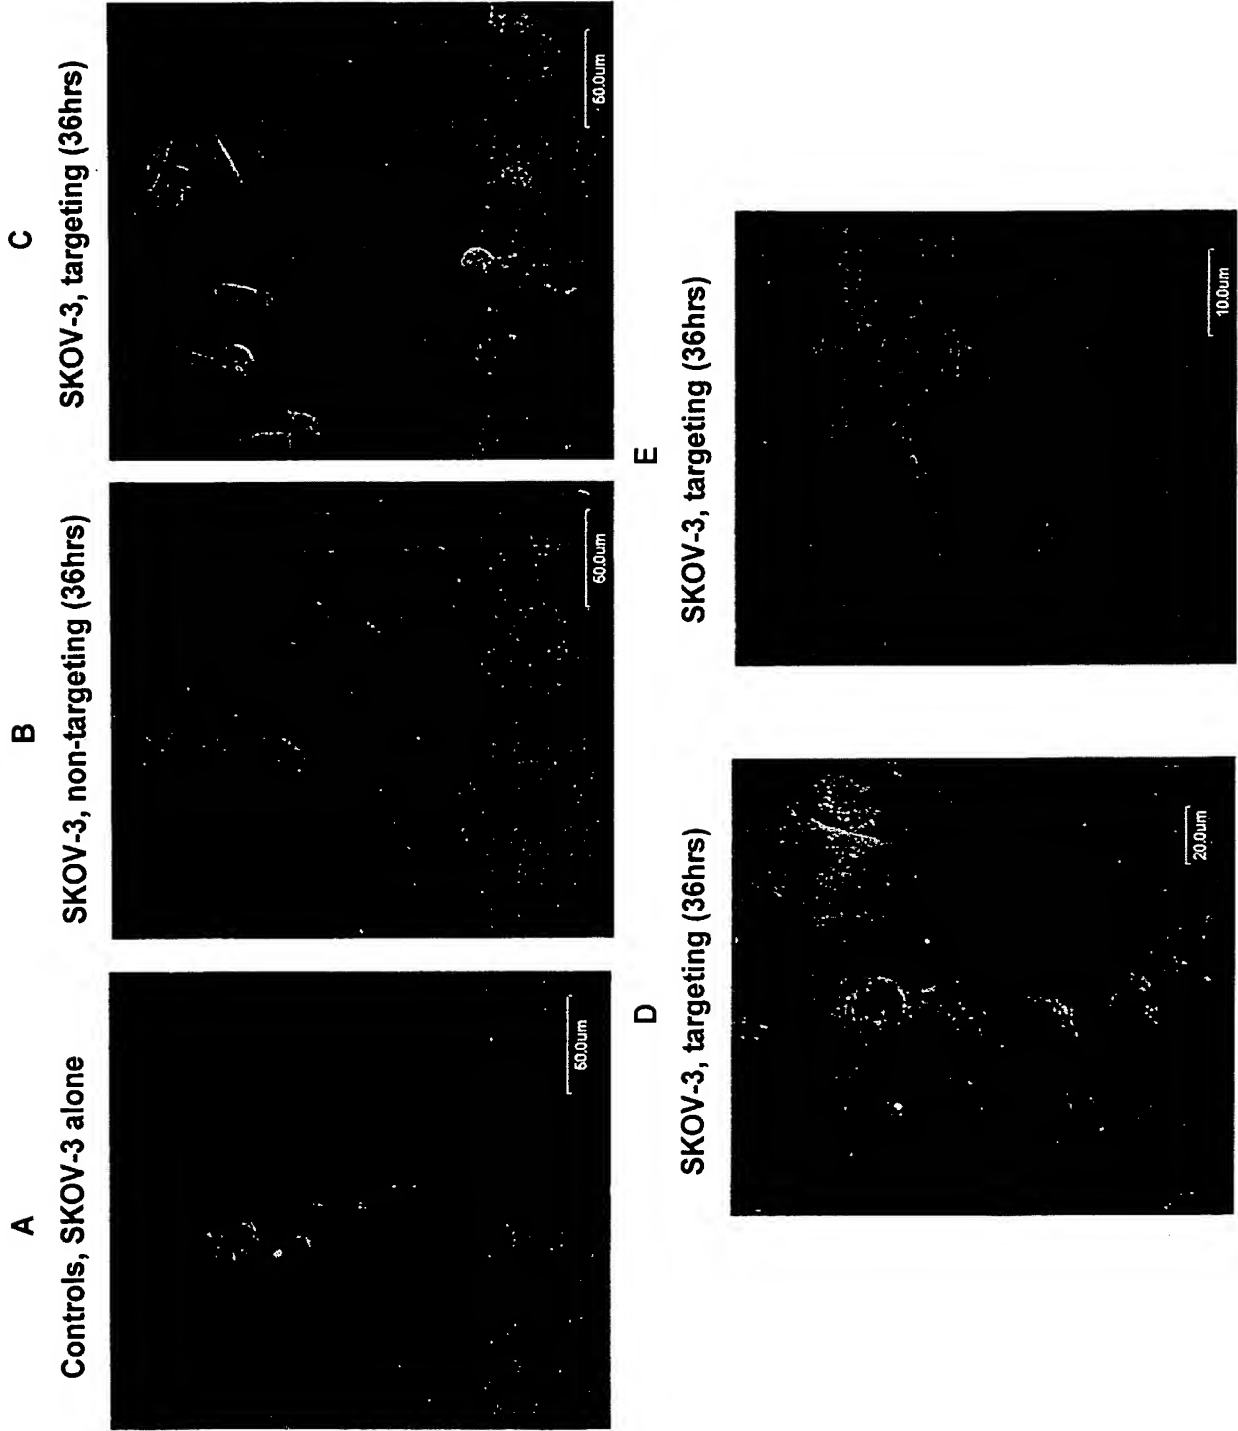 A
Controls, SKOV-3 alone
60.0um
B
SKOV-3, non-targeting (36hrs)
60.0um
C
SKOV-3, targeting (36hrs)
60.0um
D
SKOV-3, targeting (36hrs)
20.0um
E
SKOV-3, targeting (36hrs)
10.0um